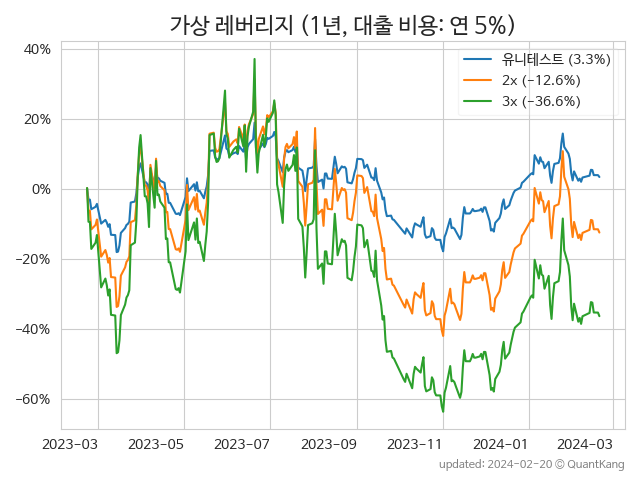 가상 레버리지 (1년, 대출 비용: 연 5%)
40%
20%
0%
−20%
−40%
−60%
유니테스트 (3.3%)
2x (-12.6%)
3x (-36.6%)
2023-03
2023-05
2023-07
2023-09
2023-11
2024-01
2024-03
updated: 2024-02-20 © QuantKang